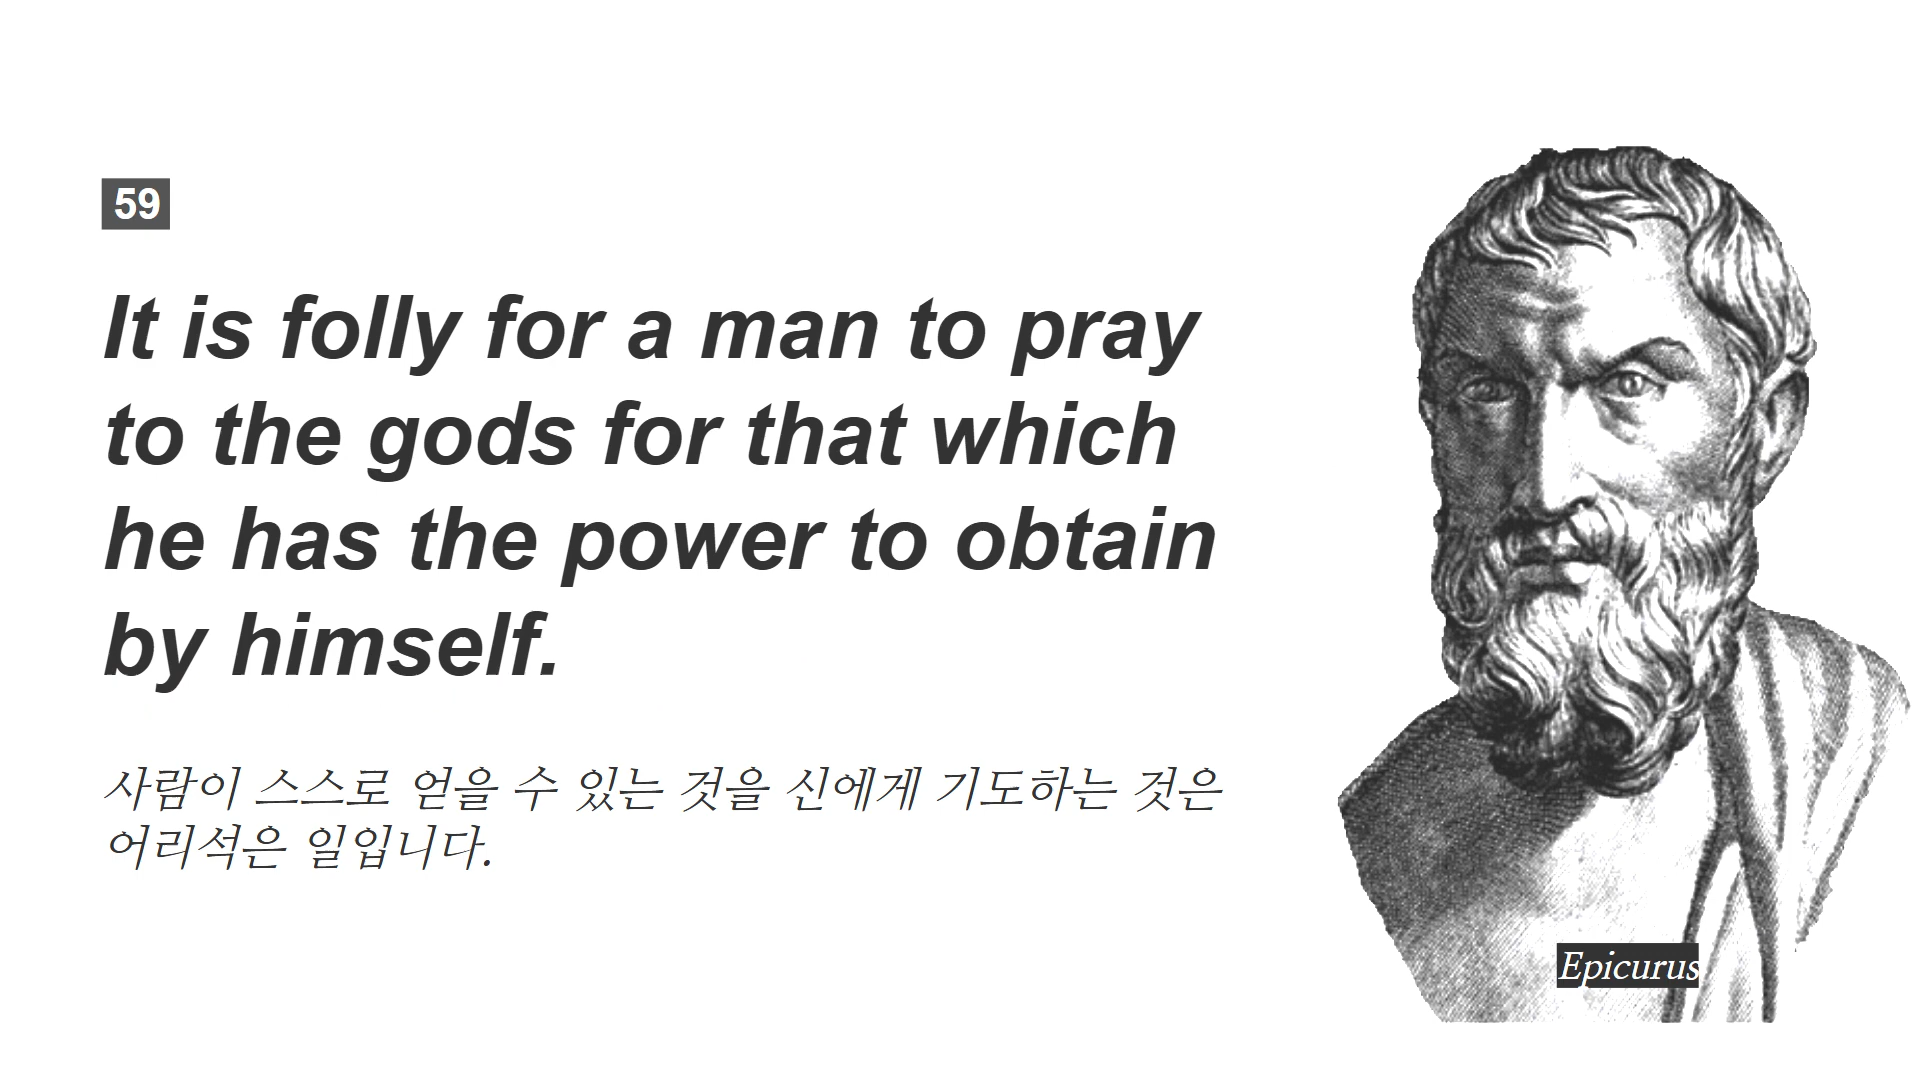 59
It is folly for a man to pray
to the gods for that which
he has the power to obtain
by himself.
사람이 스스로 얻을 수 있는 것을 신에게 기도하는 것은
어리석은 일입니다.
Epicurus